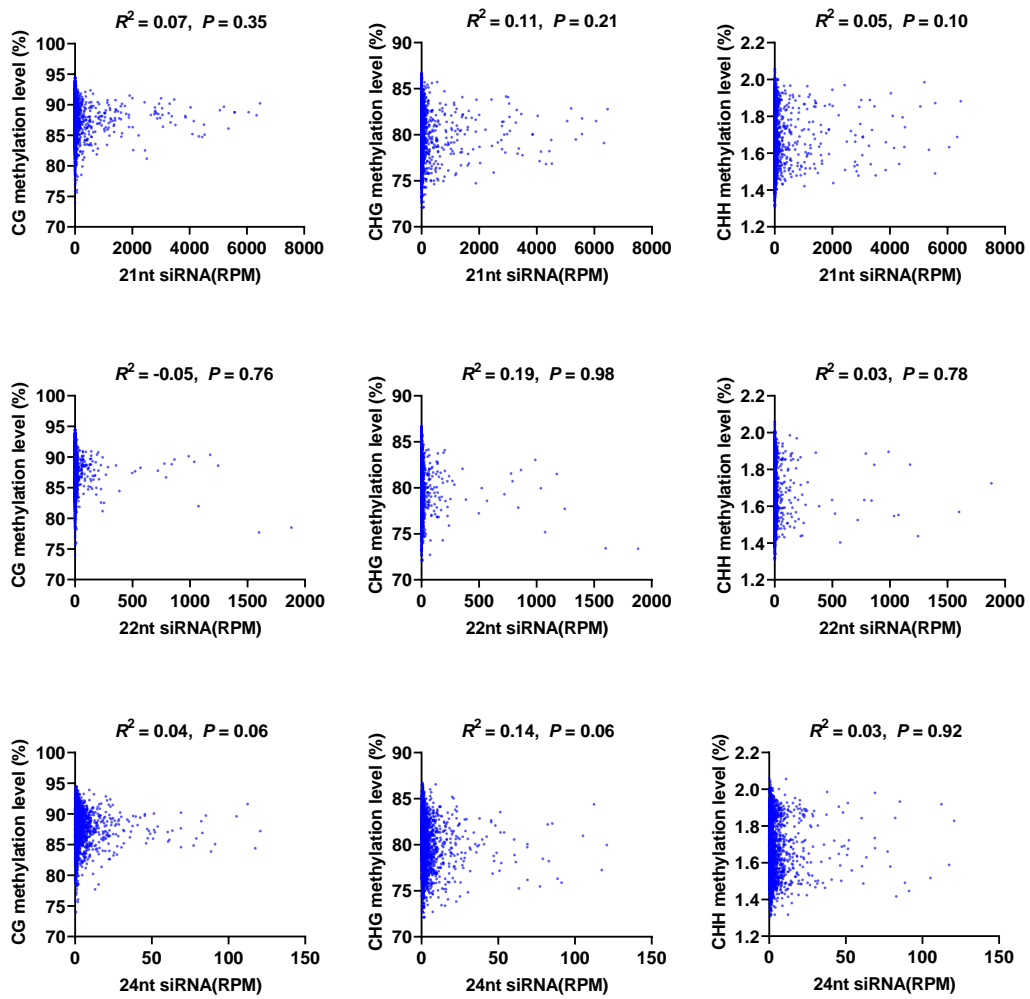 R² = 0.07, P = 0.35
CG methylation level (%)
100
95
90
85
80
75
70
0 2000 4000 6000 8000
21nt siRNA(RPM)
R² = 0.11, P = 0.21
CHG methylation level (%)
90
85
80
75
70
0 2000 4000 6000 8000
21nt siRNA(RPM)
R² = 0.05, P = 0.10
CHH methylation level (%)
2.2
2.0
1.8
1.6
1.4
1.2
0 2000 4000 6000 8000
21nt siRNA(RPM)
R² = -0.05, P = 0.76
CG methylation level (%)
100
95
90
85
80
75
70
0 500 1000 1500 2000
22nt siRNA(RPM)
R² = 0.19, P = 0.98
CHG methylation level (%)
90
85
80
75
70
0 500 1000 1500 2000
22nt siRNA(RPM)
R² = 0.03, P = 0.78
CHH methylation level (%)
2.2
2.0
1.8
1.6
1.4
1.2
0 500 1000 1500 2000
22nt siRNA(RPM)
R² = 0.04, P = 0.06
CG methylation level (%)
100
95
90
85
80
75
70
0 50 100 150
24nt siRNA(RPM)
R² = 0.14, P = 0.06
CHG methylation level (%)
90
85
80
75
70
0 50 100 150
24nt siRNA(RPM)
R² = 0.03, P = 0.92
CHH methylation level (%)
2.2
2.0
1.8
1.6
1.4
1.2
0 50 100 150
24nt siRNA(RPM)